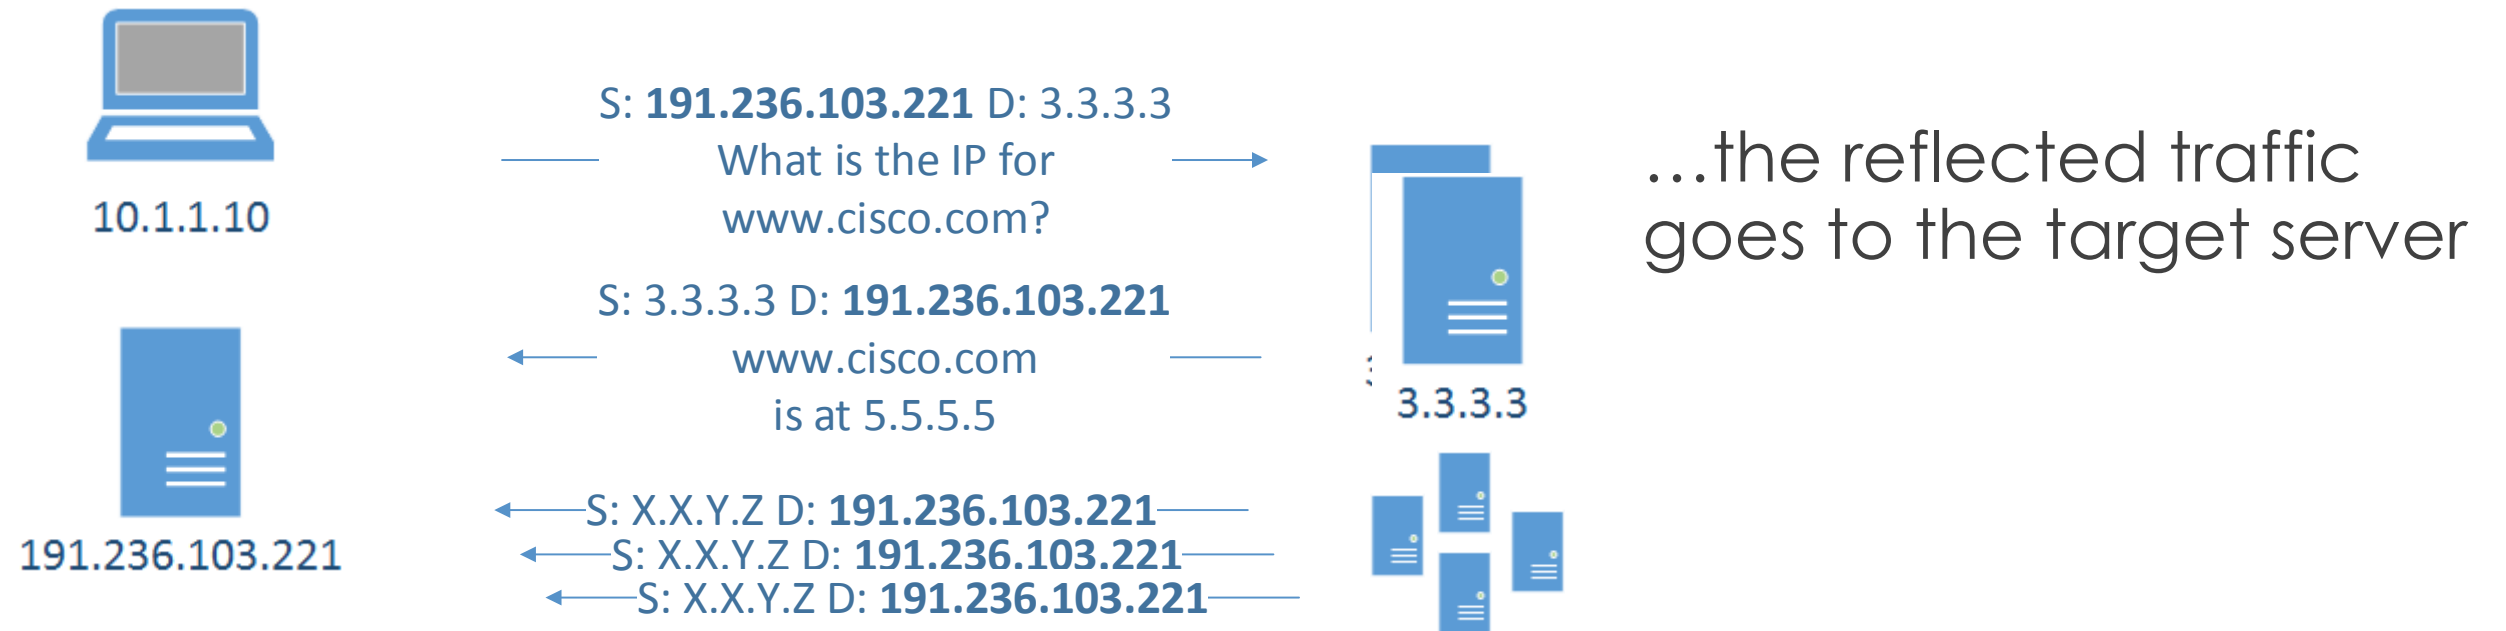 S: 191.236.103.221 D: 3.3.3.3
What is the IP for
www.cisco.com?
10.1.1.10
...the reflected traffic
goes to the target server
S: 3.3.3.3 D: 191.236.103.221
www.cisco.com
is at 5.5.5.5
3.3.3.3
191.236.103.221
S: X.X.Y.Z D: 191.236.103.221
S: X.X.Y.Z D: 191.236.103.221
S: X.X.Y.Z D: 191.236.103.221